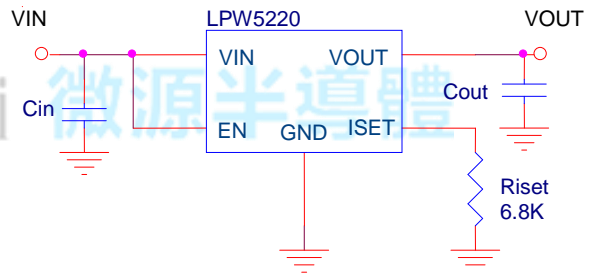 VIN
LPW5220
VOUT
VIN
VOUT
微源半導體
Cin
Cout
EN
GND
ISET
Riset
6.8K